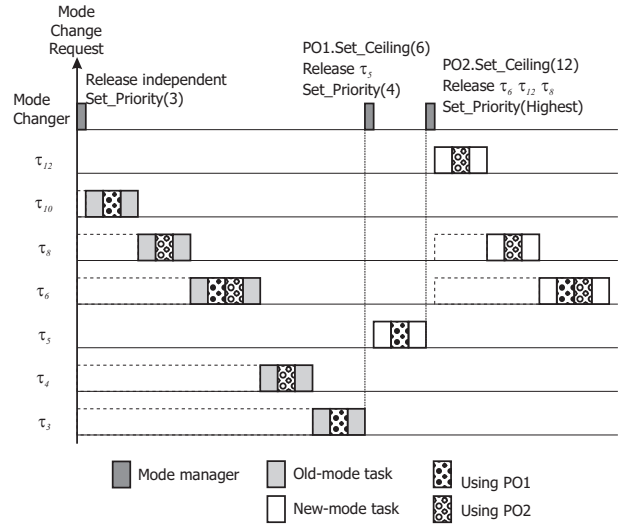 Mode
Change
Request
Release independent
Set_Priority(3)
PO1.Set_Ceiling(6)
Release τ5
Set_Priority(4)
PO2.Set_Ceiling(12)
Release τ6 τ12 τ8
Set_Priority(Highest)
Mode
Changer
τ12
τ10
τ8
τ6
τ5
τ4
τ3
Mode manager
Old-mode task
Using PO1
New-mode task
Using PO2